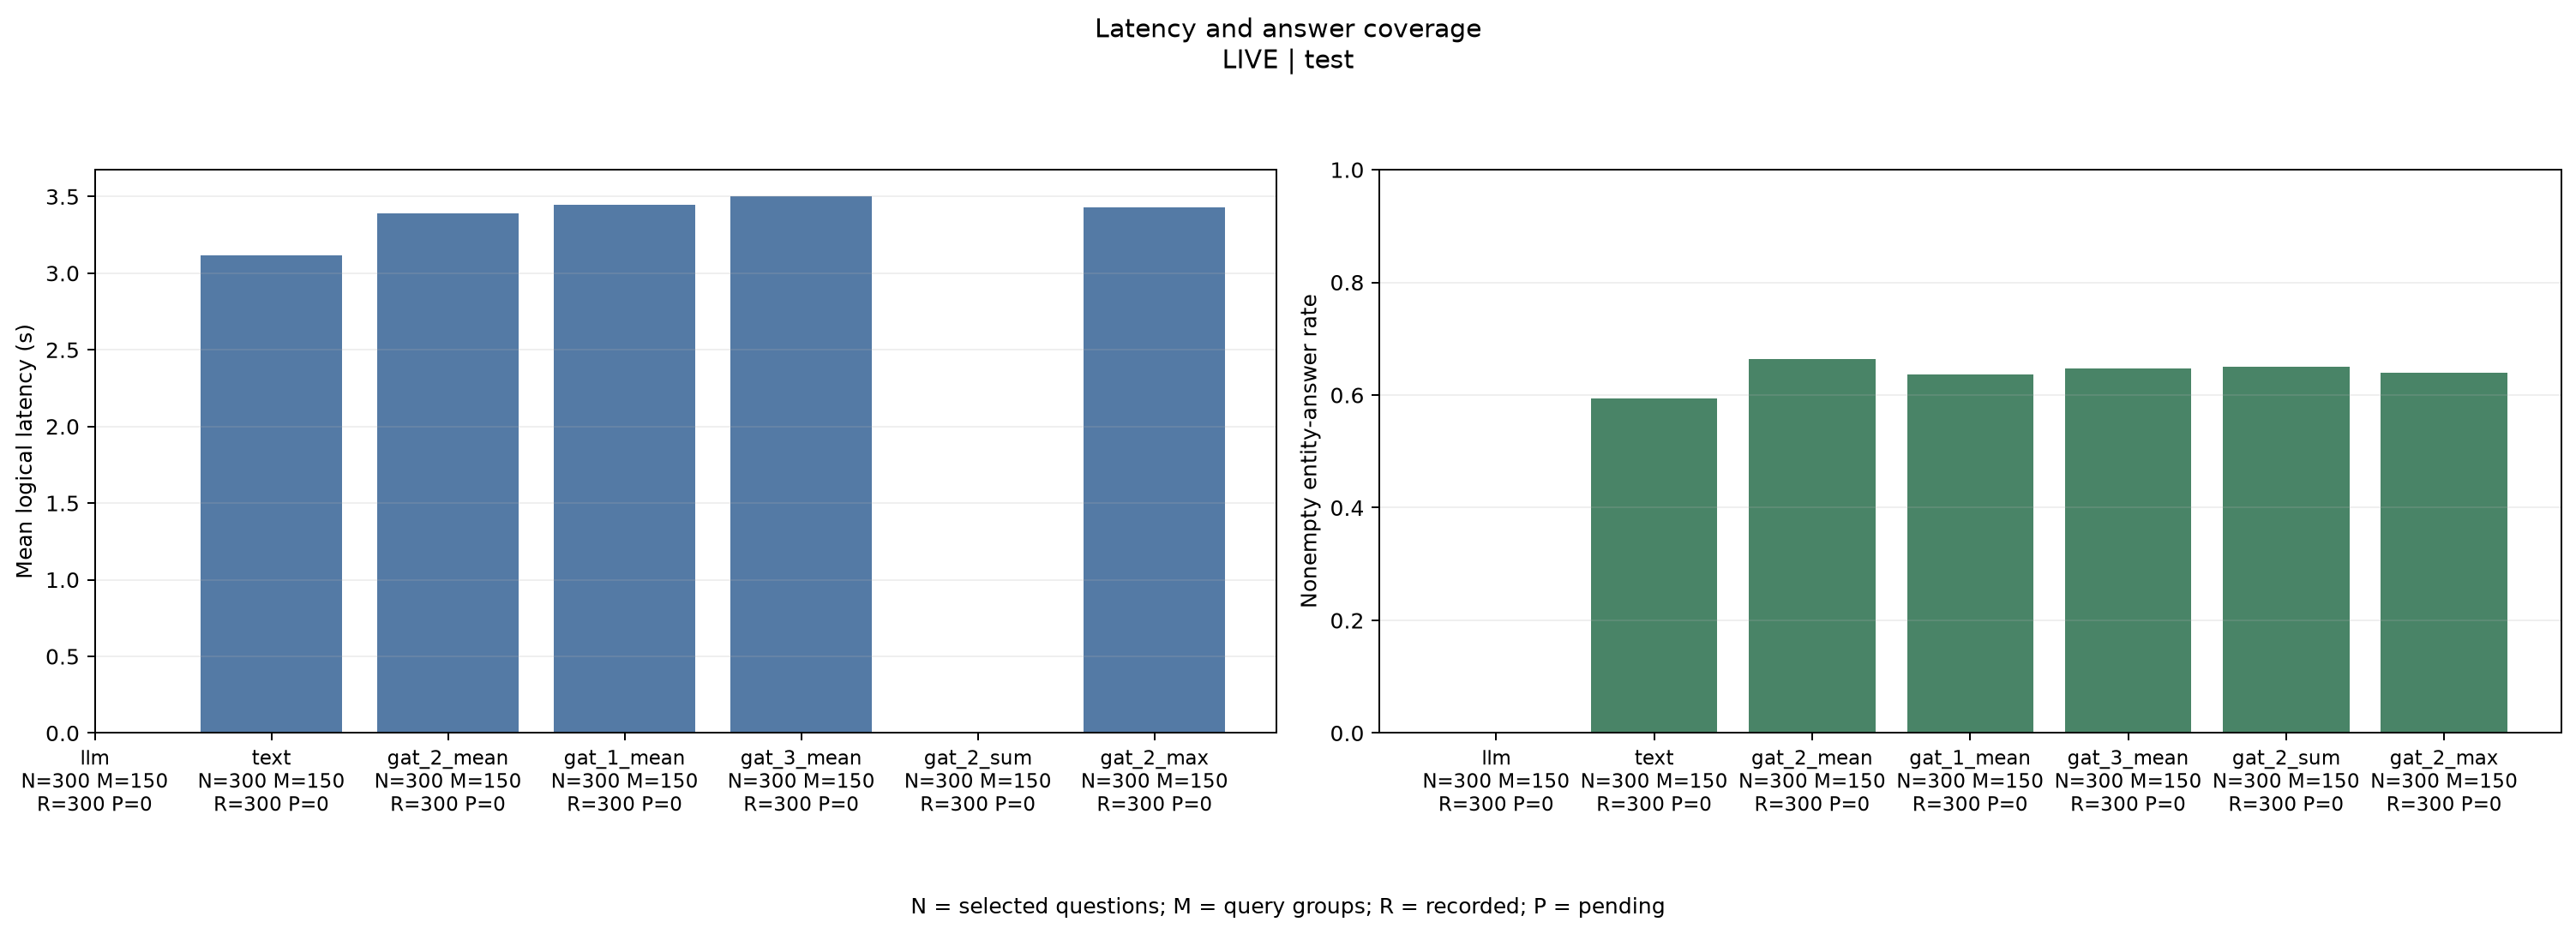 Latency and answer coverage
LIVE | test
Mean logical latency (s)
3.5
3.0
2.5
2.0
1.5
1.0
0.5
0.0
llm
N=300 M=150
R=300 P=0
text
N=300 M=150
R=300 P=0
gat_2_mean
N=300 M=150
R=300 P=0
gat_1_mean
N=300 M=150
R=300 P=0
gat_3_mean
N=300 M=150
R=300 P=0
gat_2_sum
N=300 M=150
R=300 P=0
gat_2_max
N=300 M=150
R=300 P=0
Nonempty entity-answer rate
1.0
0.8
0.6
0.4
0.2
0.0
llm
N=300 M=150
R=300 P=0
text
N=300 M=150
R=300 P=0
gat_2_mean
N=300 M=150
R=300 P=0
gat_1_mean
N=300 M=150
R=300 P=0
gat_3_mean
N=300 M=150
R=300 P=0
gat_2_sum
N=300 M=150
R=300 P=0
gat_2_max
N=300 M=150
R=300 P=0
N = selected questions; M = query groups; R = recorded; P = pending